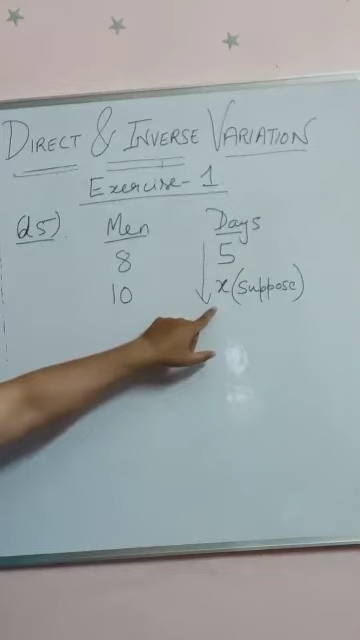 DIRECT & INVERSE VARIATION
Exercise-1
Q5) Men Days
8 5
10 x (suppose)